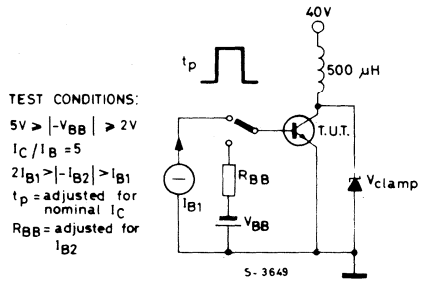 40V
500 μH
tp
TEST CONDITIONS:
5V ⩾ |-VBB| ⩾ 2V
IC/IB =5
2IB1>|-IB2|>IB1
tp = adjusted for
nominal IC
RBB= adjusted for
IB2
T.U.T.
Vclamp
RBB
IB1
VBB
S-3649